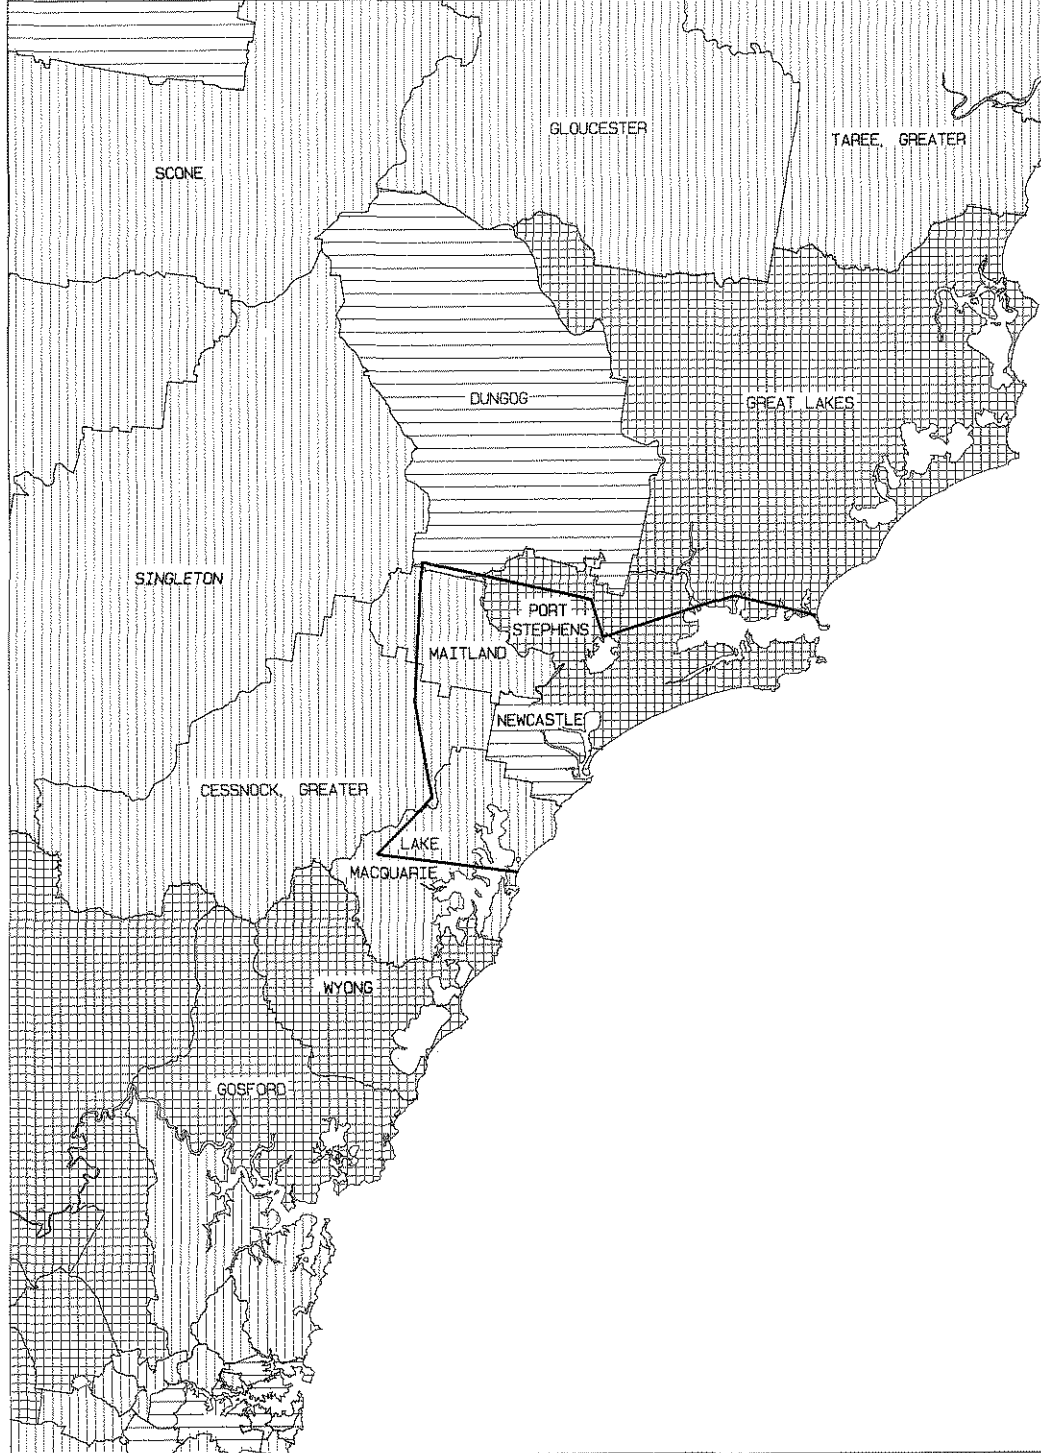 GLOUCESTER
TAREE, GREATER
SCONE
DUNGOG
GREAT LAKES
SINGLETON
PORT
STEPHENS
MAITLAND
NEWCASTLE
CESSNOCK, GREATER
LAKE
MACQUARIE
WYONG
GOSFORD